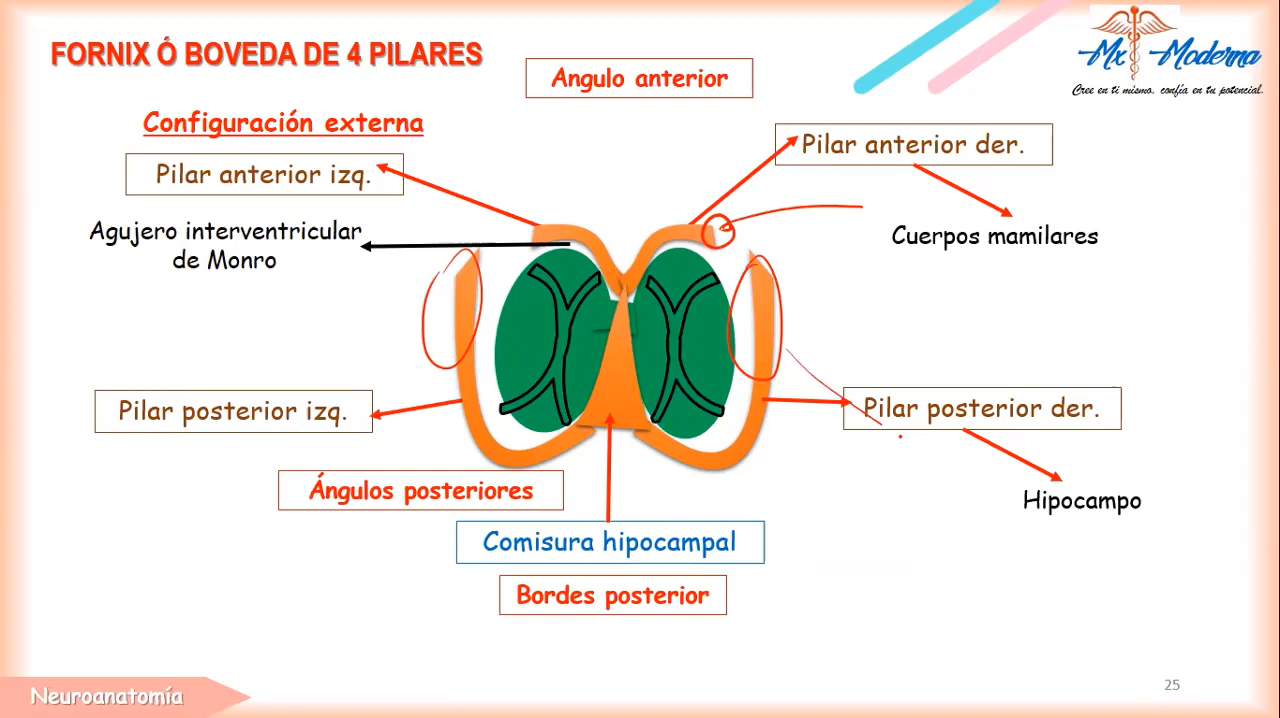 FORNIX Ó BOVEDA DE 4 PILARES
Mx Moderna
Cree en ti mismo, confía en tu potencial.
Angulo anterior
Configuración externa
Pilar anterior izq.
Pilar anterior der.
Agujero interventricular
de Monro
Cuerpos mamilares
Pilar posterior izq.
Pilar posterior der.
Ángulos posteriores
Hipocampo
Comisura hipocampal
Bordes posterior
Neuroanatomía
25